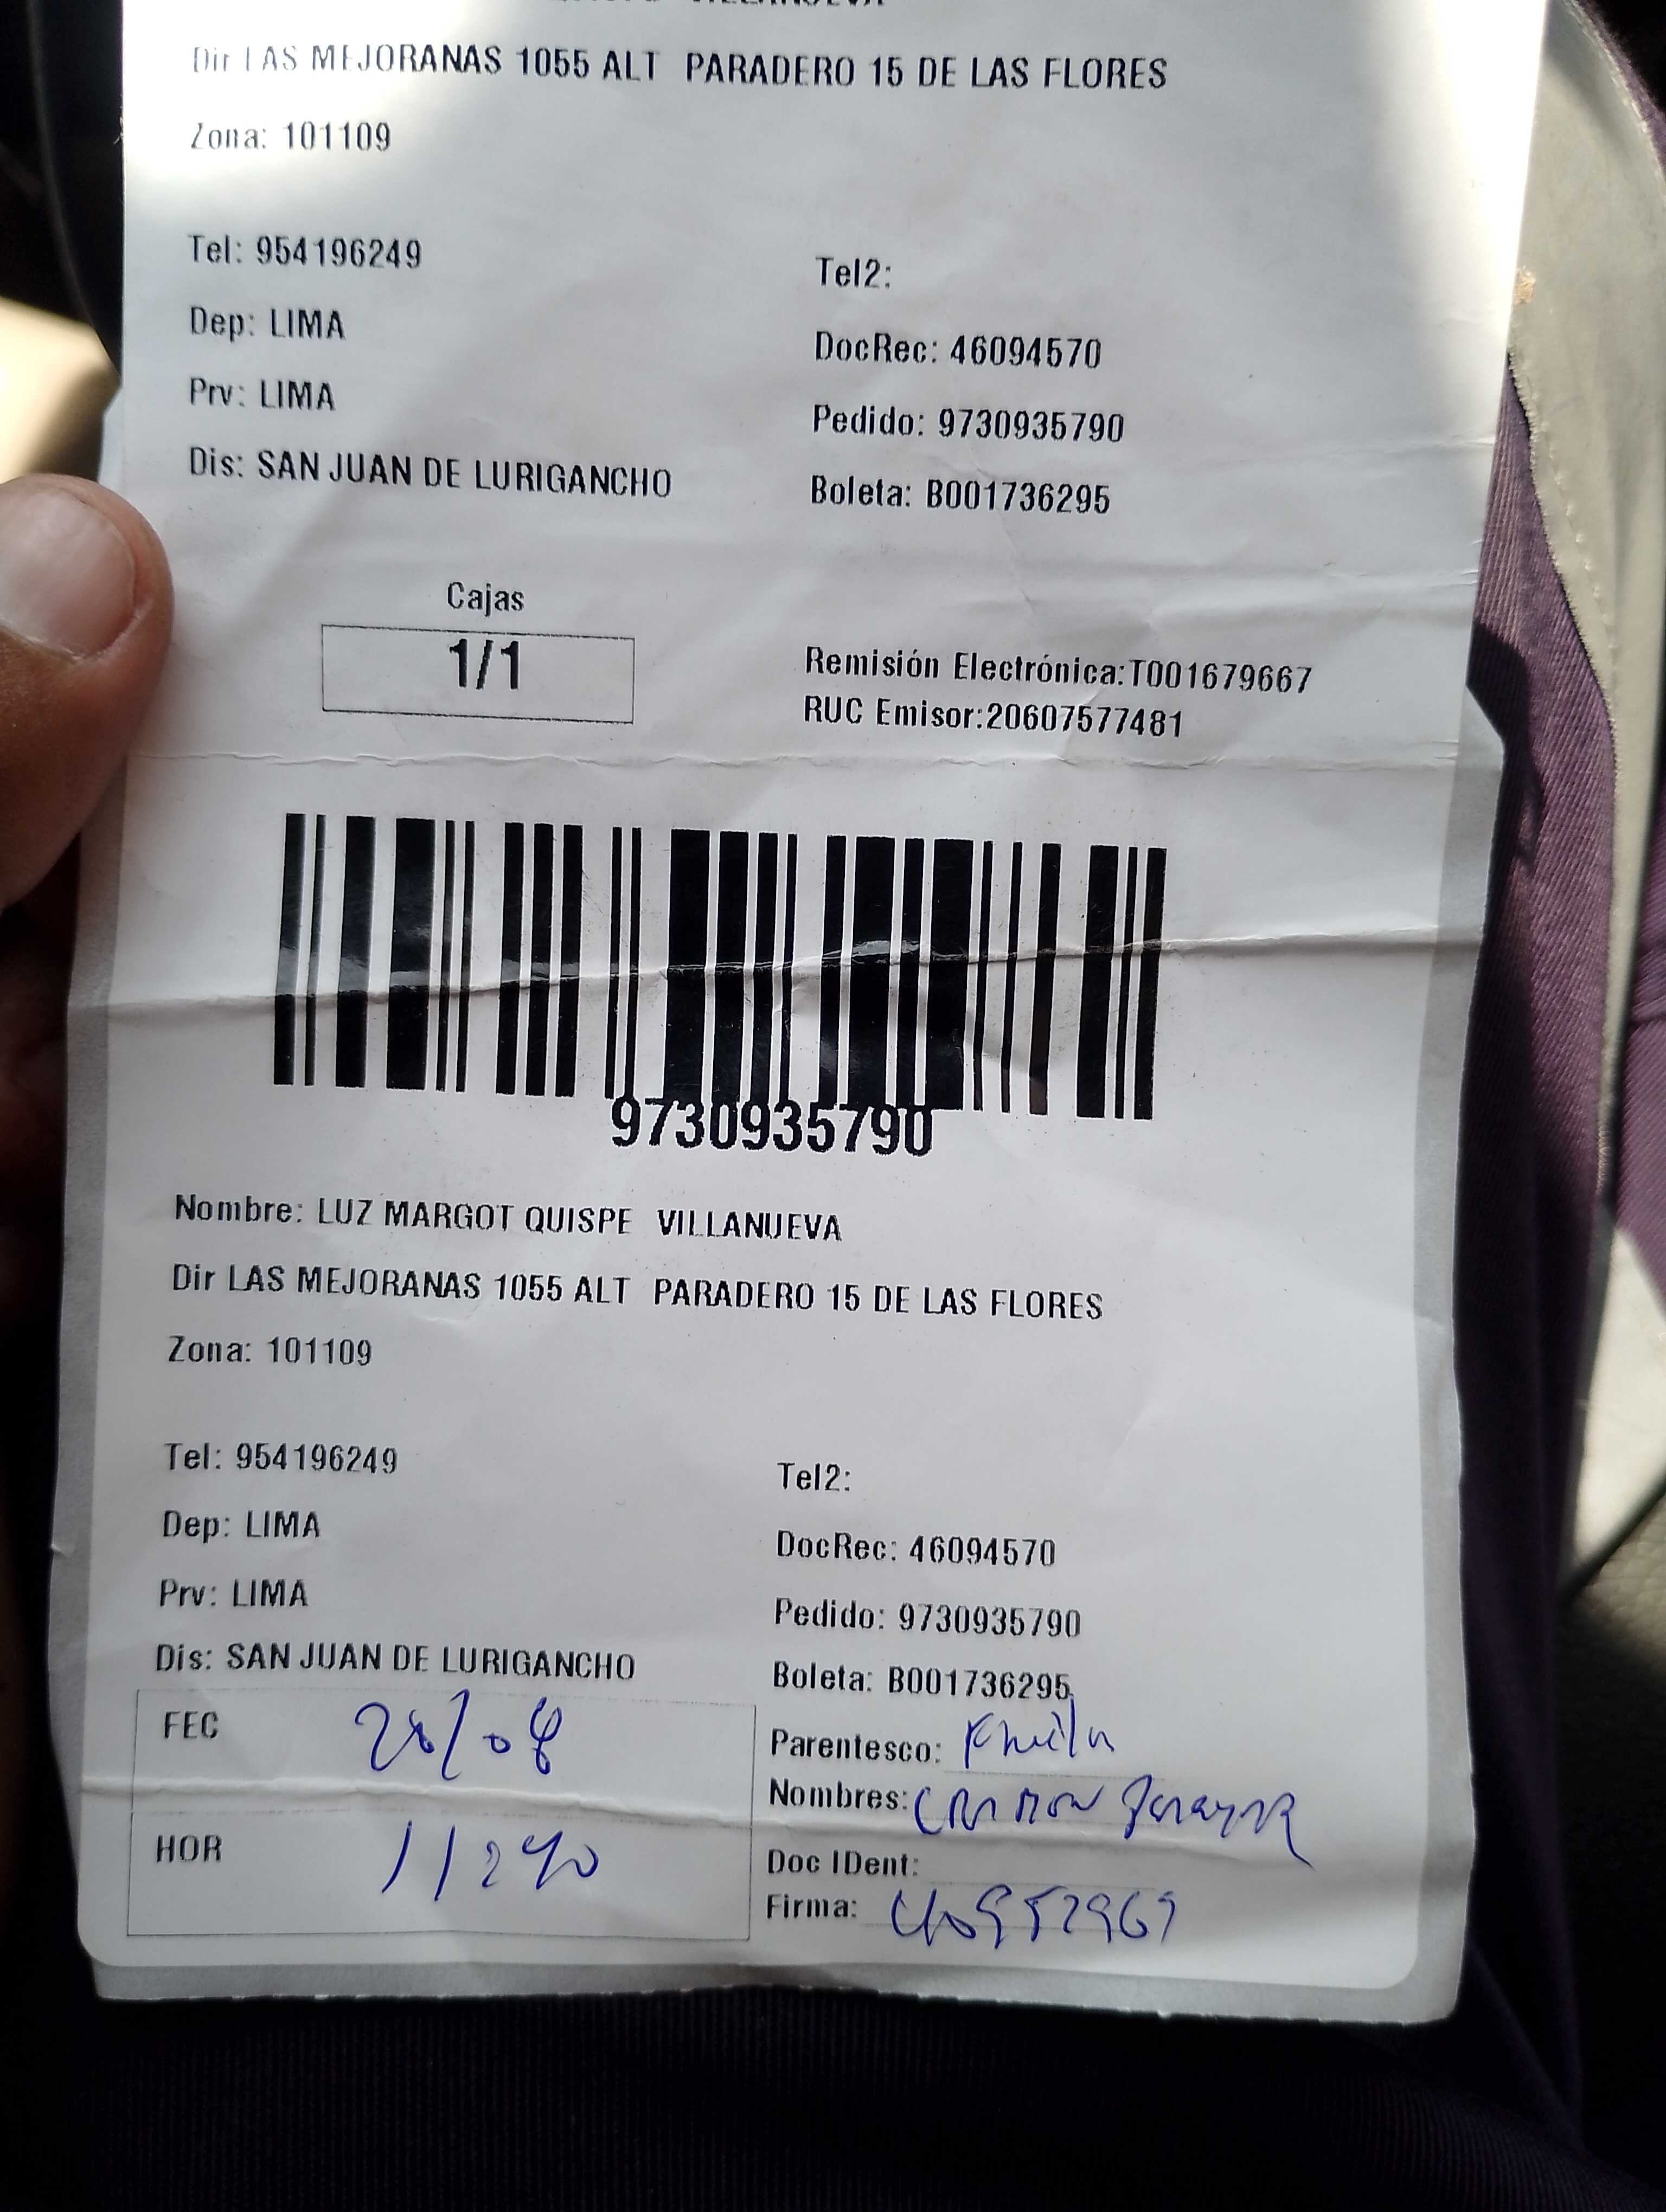 VILLANUEVA
Dir LAS MEJORANAS 1055 ALT PARADERO 15 DE LAS FLORES
Zona: 101109
Tel: 954196249
Tel2:
Dep: LIMA
DocRec: 46094570
Prv: LIMA
Pedido: 9730935790
Dis: SAN JUAN DE LURIGANCHO
Boleta: B001736295
Cajas
1/1
Remisión Electrónica:T001679667
RUC Emisor:20607577481
9730935790
Nombre: LUZ MARGOT QUISPE VILLANUEVA
Dir LAS MEJORANAS 1055 ALT PARADERO 15 DE LAS FLORES
Zona: 101109
Tel: 954196249
Tel2:
Dep: LIMA
DocRec: 46094570
Prv: LIMA
Pedido: 9730935790
Dis: SAN JUAN DE LURIGANCHO
Boleta: B001736295
FEC 28/08
Parentesco:
Nombres:
HOR
Doc IDent:
Firma: